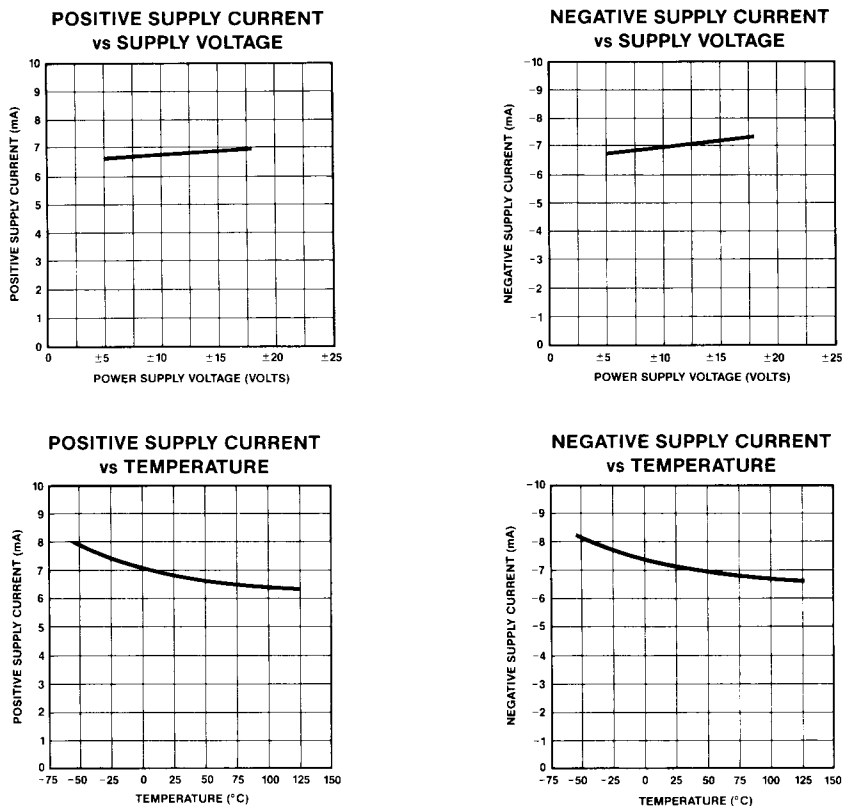 POSITIVE SUPPLY CURRENT
vs SUPPLY VOLTAGE
10
9
8
7
6
5
4
3
2
1
0
POSITIVE SUPPLY CURRENT (mA)
0 ±5 ±10 ±15 ±20 ±25
POWER SUPPLY VOLTAGE (VOLTS)
NEGATIVE SUPPLY CURRENT
vs SUPPLY VOLTAGE
-10
-9
-8
-7
-6
-5
-4
-3
-2
-1
0
NEGATIVE SUPPLY CURRENT (mA)
0 ±5 ±10 ±15 ±20 ±25
POWER SUPPLY VOLTAGE (VOLTS)
POSITIVE SUPPLY CURRENT
vs TEMPERATURE
10
9
8
7
6
5
4
3
2
1
0
POSITIVE SUPPLY CURRENT (mA)
-75 -50 -25 0 25 50 75 100 125 150
TEMPERATURE (°C)
NEGATIVE SUPPLY CURRENT
vs TEMPERATURE
-10
-9
-8
-7
-6
-5
-4
-3
-2
-1
0
NEGATIVE SUPPLY CURRENT (mA)
-75 -50 -25 0 25 50 75 100 125 150
TEMPERATURE (°C)